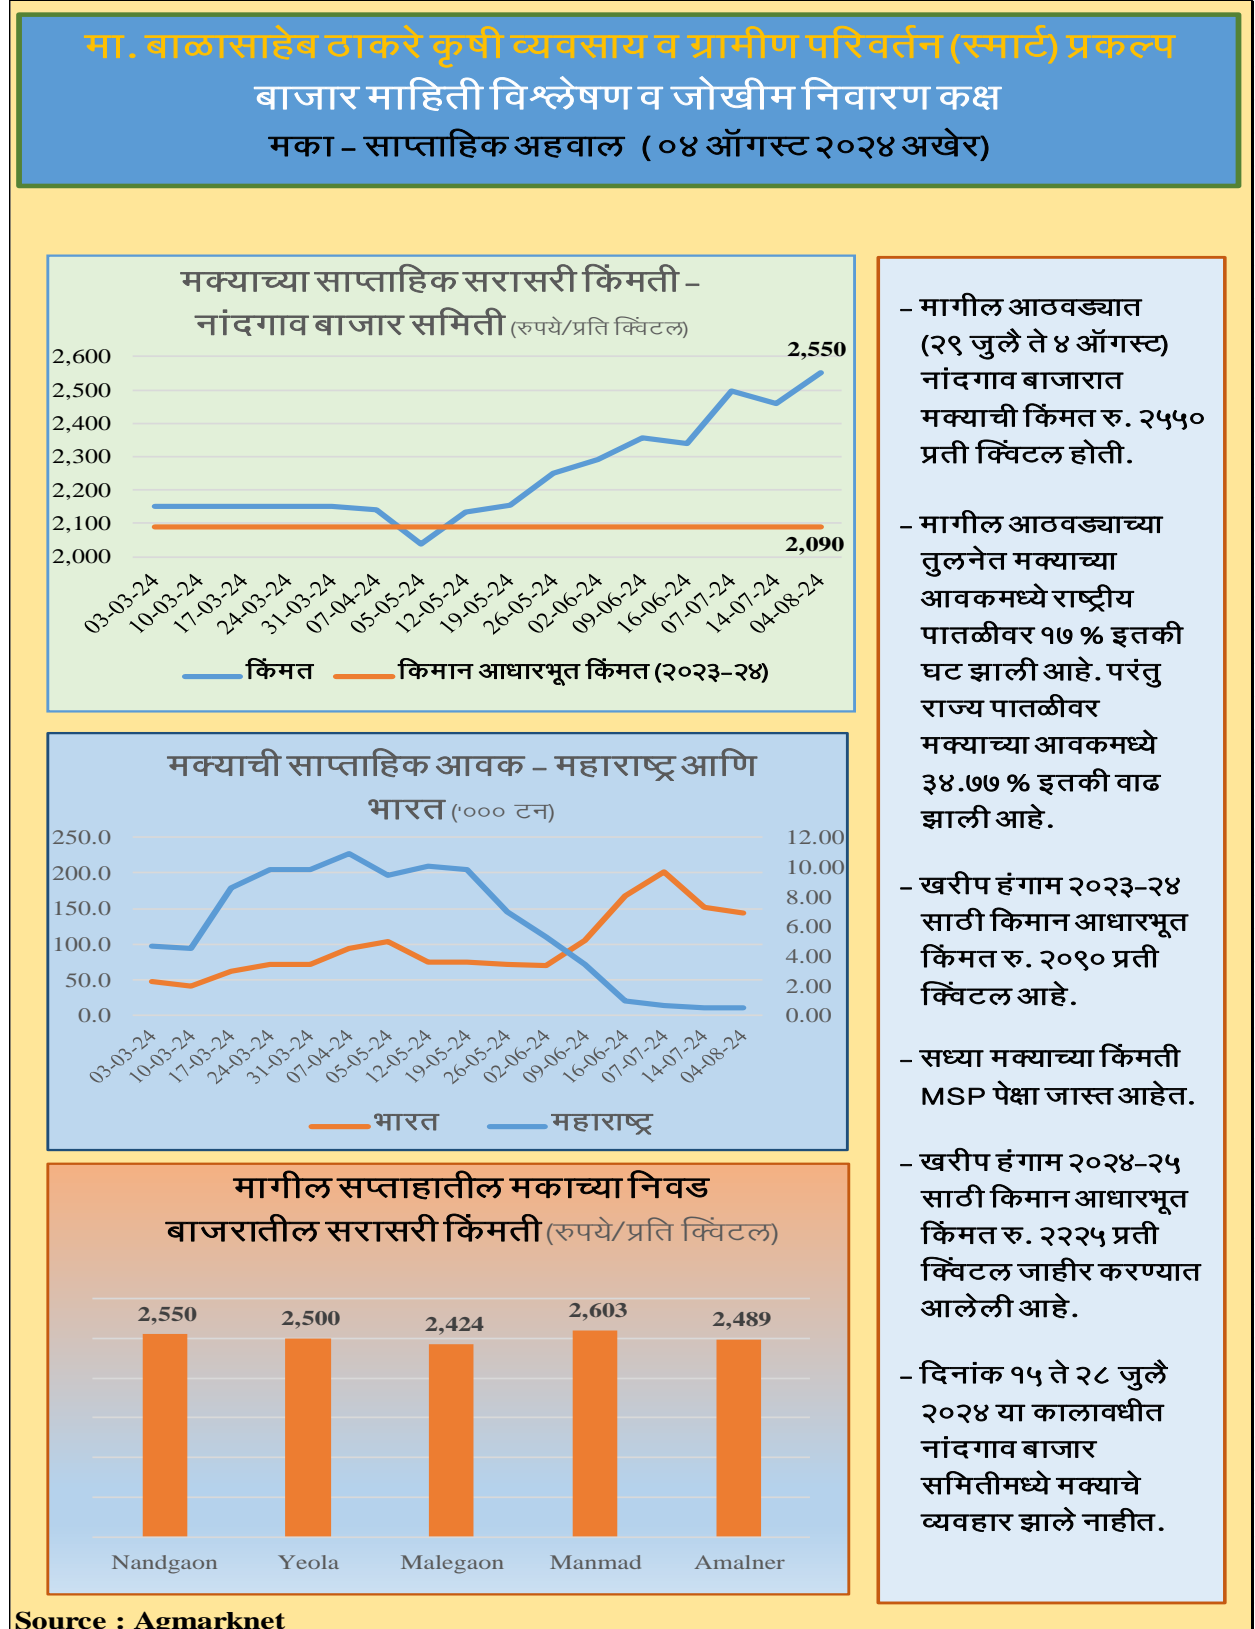 मा. बाळासाहेब ठाकरे कृषी व्यवसाय व ग्रामीण परिवर्तन (स्मार्ट) प्रकल्प
बाजार माहिती विश्लेषण व जोखीम निवारण कक्ष
मका – साप्ताहिक अहवाल ( ०४ ऑगस्ट २०२४ अखेर)
मक्याच्या साप्ताहिक सरासरी किंमती –
नांदगाव बाजार समिती (रुपये/प्रति क्विंटल)
2,600
2,500
2,400
2,300
2,200
2,100
2,000
2,550
2,090
03-03-24
10-03-24
17-03-24
24-03-24
31-03-24
07-04-24
05-05-24
12-05-24
19-05-24
26-05-24
02-06-24
09-06-24
16-06-24
07-07-24
14-07-24
04-08-24
किंमत
किमान आधारभूत किंमत (२०२३–२४)
मक्याची साप्ताहिक आवक – महाराष्ट्र आणि
भारत ('००० टन)
250.0
200.0
150.0
100.0
50.0
0.0
12.00
10.00
8.00
6.00
4.00
2.00
0.00
03-03-24
10-03-24
17-03-24
24-03-24
31-03-24
07-04-24
05-05-24
12-05-24
19-05-24
26-05-24
02-06-24
09-06-24
16-06-24
07-07-24
14-07-24
04-08-24
भारत
महाराष्ट्र
मागील सप्ताहातील मकाच्या निवड
बाजरातील सरासरी किंमती (रुपये/प्रति क्विंटल)
2,550
2,500
2,424
2,603
2,489
Nandgaon
Yeola
Malegaon
Manmad
Amalner
– मागील आठवड्यात
(२९ जुलै ते ४ ऑगस्ट)
नांदगाव बाजारात
मक्याची किंमत रु. २५५०
प्रती क्विंटल होती.
– मागील आठवड्याच्या
तुलनेत मक्याच्या
आवकमध्ये राष्ट्रीय
पातळीवर १७ % इतकी
घट झाली आहे. परंतु
राज्य पातळीवर
मक्याच्या आवकमध्ये
३४.७७ % इतकी वाढ
झाली आहे.
– खरीप हंगाम २०२३–२४
साठी किमान आधारभूत
किंमत रु. २०९० प्रती
क्विंटल आहे.
– सध्या मक्याच्या किंमती
MSP पेक्षा जास्त आहेत.
– खरीप हंगाम २०२४–२५
साठी किमान आधारभूत
किंमत रु. २२२५ प्रती
क्विंटल जाहीर करण्यात
आलेली आहे.
– दिनांक १५ ते २८ जुलै
२०२४ या कालावधीत
नांदगाव बाजार
समितीमध्ये मक्याचे
व्यवहार झाले नाहीत.
Source : Agmarknet